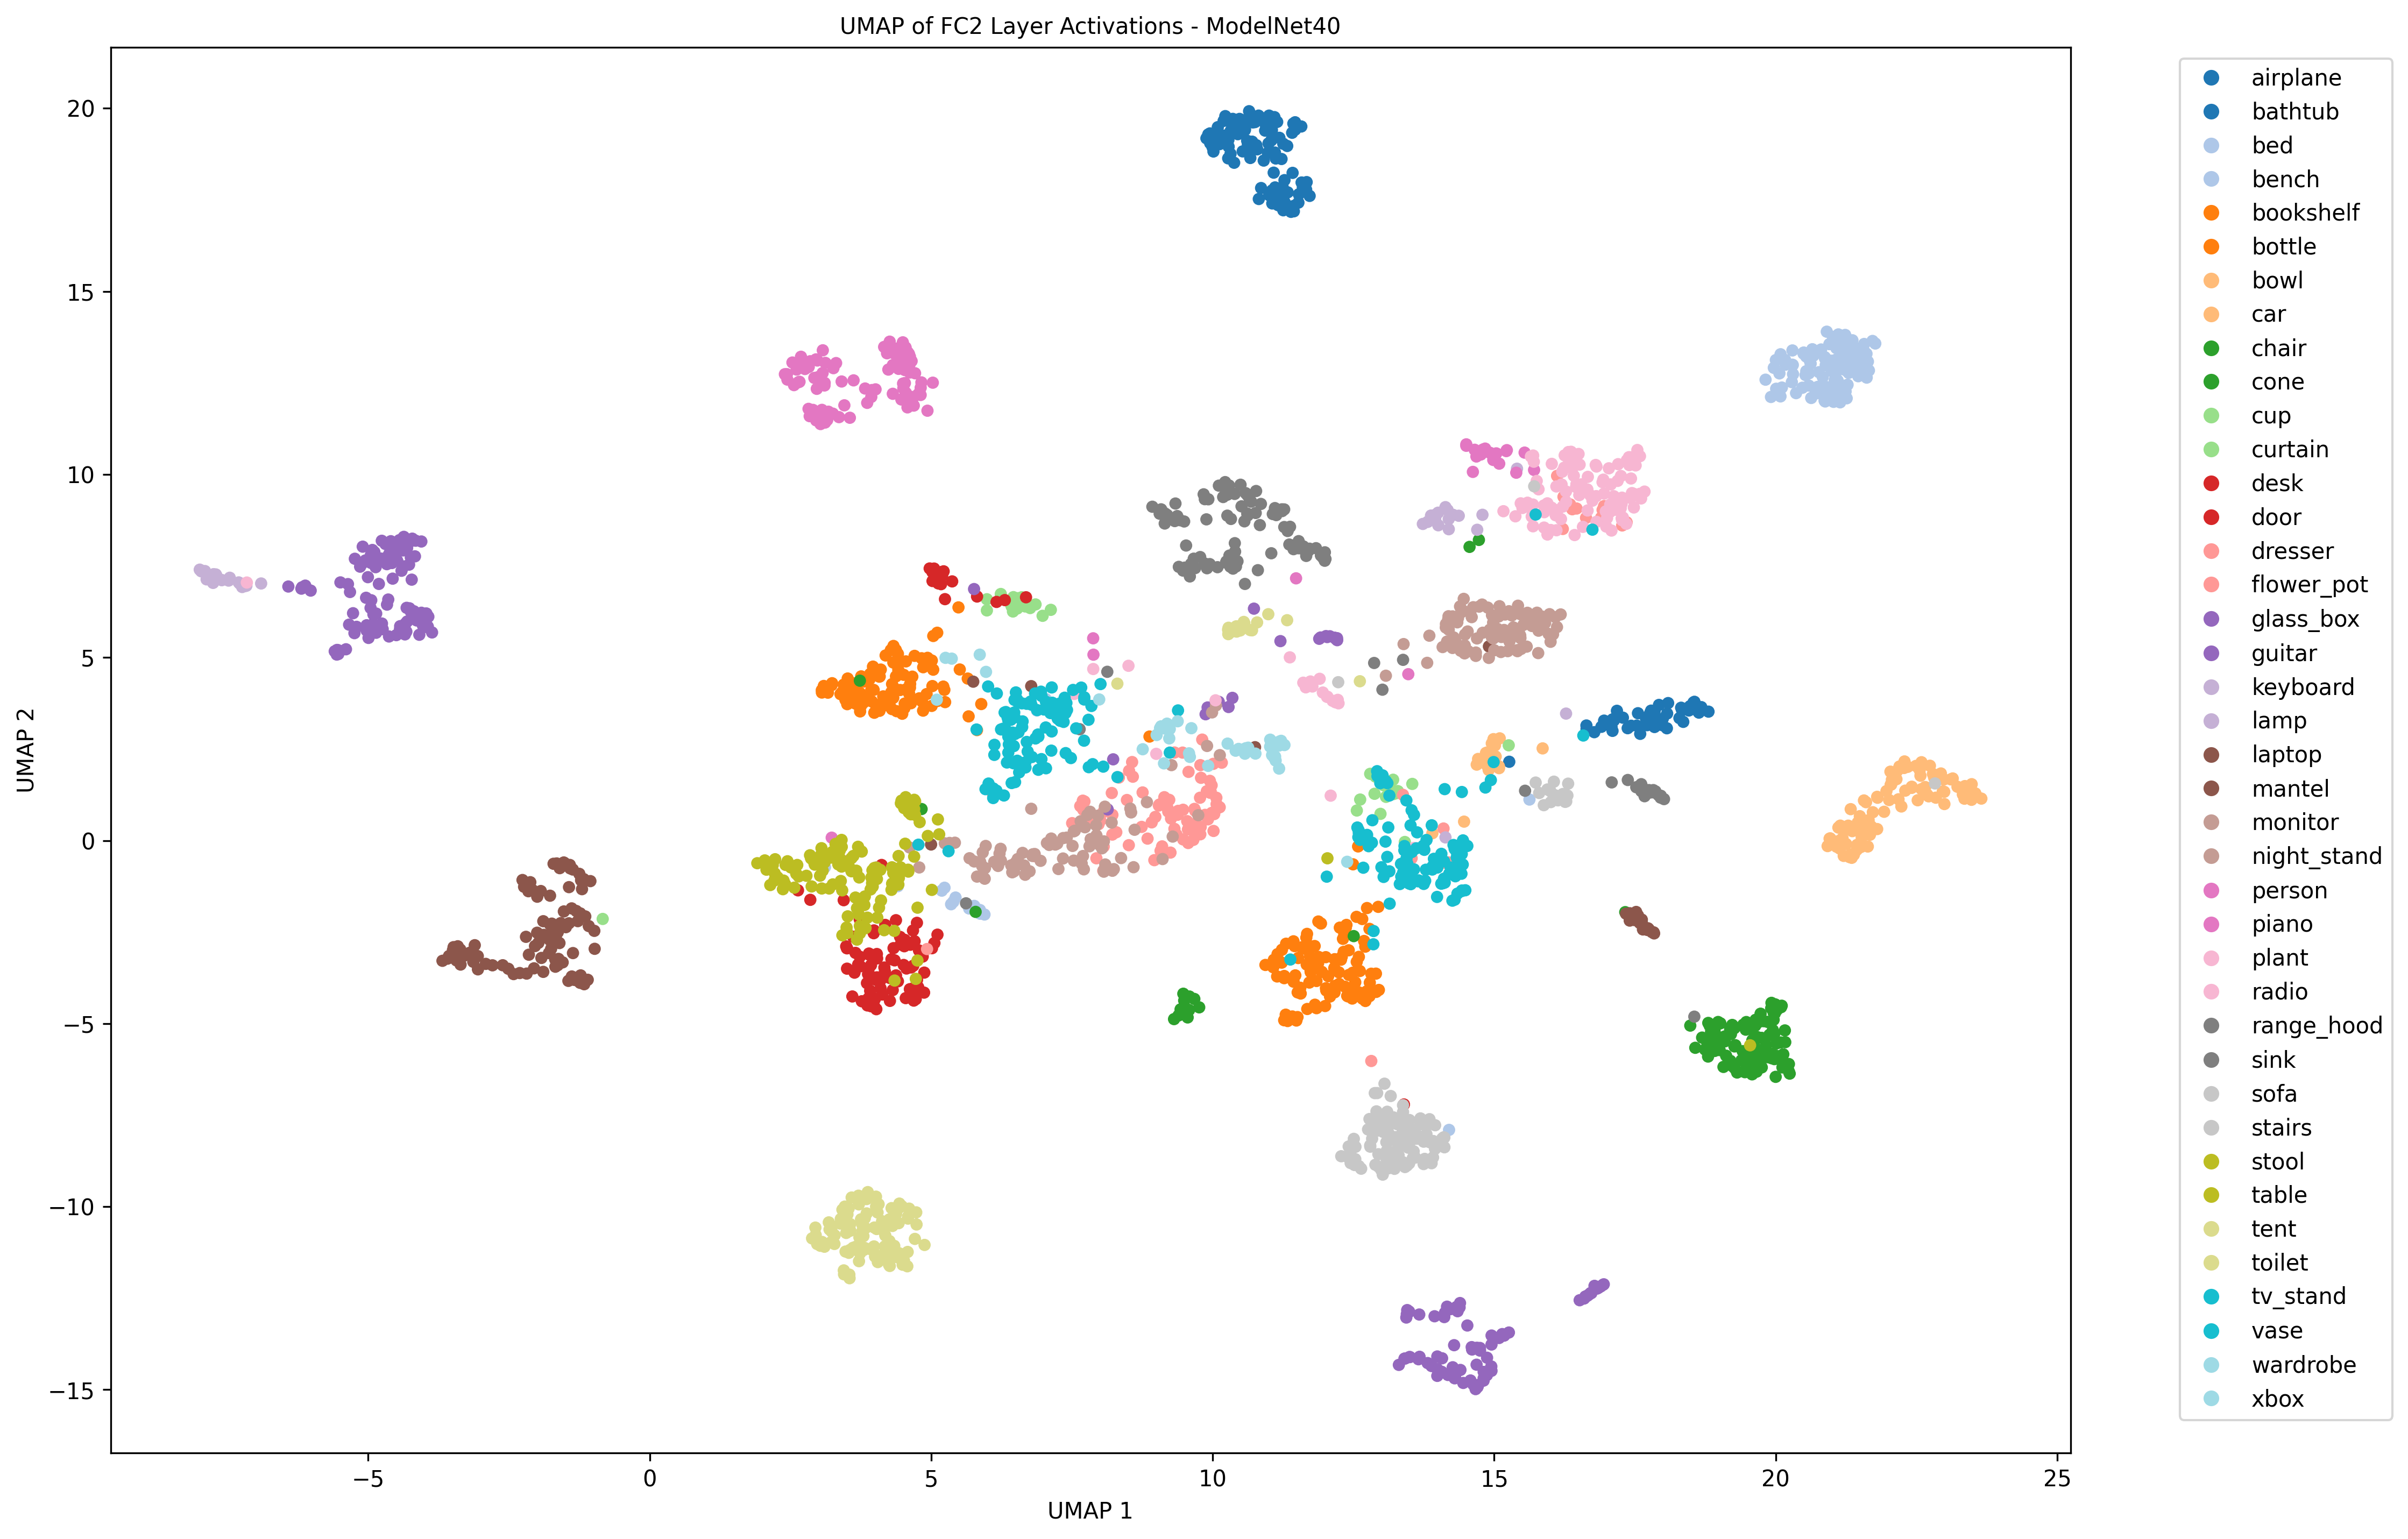 UMAP of FC2 Layer Activations - ModelNet40
UMAP 2
20
15
10
5
0
−5
−10
−15
−5
0
5
10
15
20
25
UMAP 1
airplane
bathtub
bed
bench
bookshelf
bottle
bowl
car
chair
cone
cup
curtain
desk
door
dresser
flower_pot
glass_box
guitar
keyboard
lamp
laptop
mantel
monitor
night_stand
person
piano
plant
radio
range_hood
sink
sofa
stairs
stool
table
tent
toilet
tv_stand
vase
wardrobe
xbox